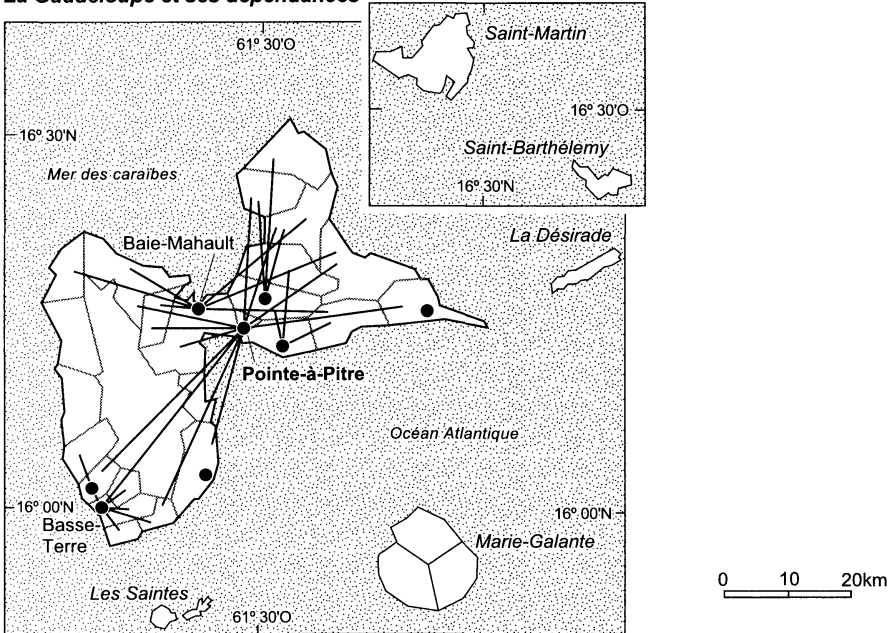 La Guadeloupe et ses dépendances
61° 30'O
Saint-Martin
16° 30'O
Saint-Barthélemy
16° 30'N
16° 30'N
Mer des caraïbes
La Désirade
Baie-Mahault
Pointe-à-Pitre
Océan Atlantique
16° 00'N
16° 00'N
Basse-
Terre
Marie-Galante
Les Saintes
61° 30'O
0 10 20km